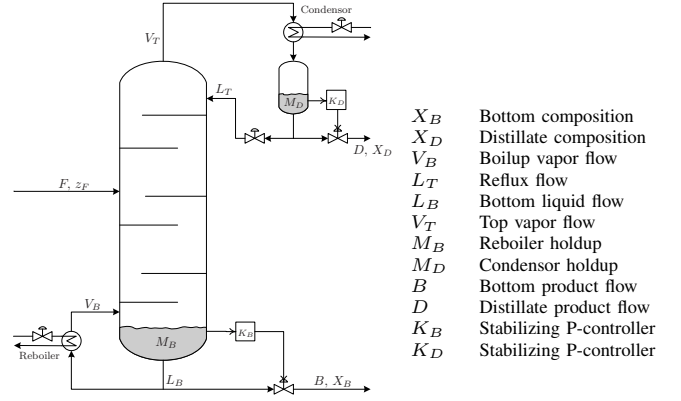 Condensor
V_T
L_T
M_D
K_D
D, X_D
F, z_F
V_B
M_B
K_B
Reboiler
L_B
B, X_B
X_B Bottom composition
X_D Distillate composition
V_B Boilup vapor flow
L_T Reflux flow
L_B Bottom liquid flow
V_T Top vapor flow
M_B Reboiler holdup
M_D Condensor holdup
B Bottom product flow
D Distillate product flow
K_B Stabilizing P-controller
K_D Stabilizing P-controller